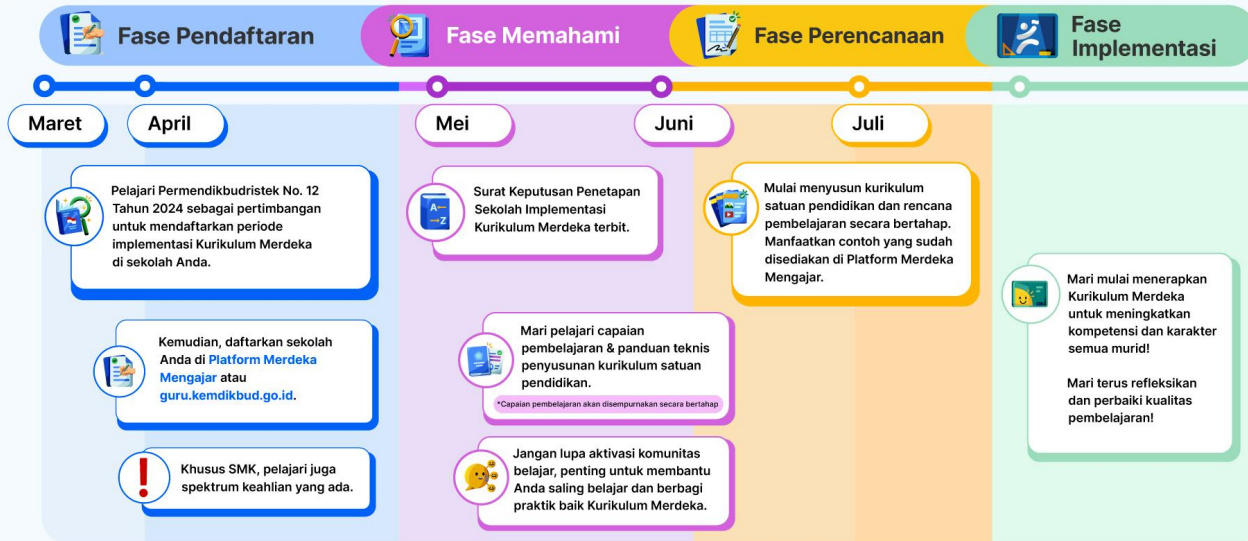 Fase Pendaftaran
Fase Memahami
Fase Perencanaan
Fase
Implementasi
Maret
April
Mei
Juni
Juli
Pelajari Permendikbudristek No. 12
Tahun 2024 sebagai pertimbangan
untuk mendaftarkan periode
implementasi Kurikulum Merdeka
di sekolah Anda.
Kemudian, daftarkan sekolah
Anda di Platform Merdeka
Mengajar atau
guru.kemdikbud.go.id.
Khusus SMK, pelajari juga
spektrum keahlian yang ada.
A
Z
Surat Keputusan Penetapan
Sekolah Implementasi
Kurikulum Merdeka terbit.
Mari pelajari capaian
pembelajaran & panduan teknis
penyusunan kurikulum satuan
pendidikan.
*Capaian pembelajaran akan disempurnakan secara bertahap
Jangan lupa aktivasi komunitas
belajar, penting untuk membantu
Anda saling belajar dan berbagi
praktik baik Kurikulum Merdeka.
Mulai menyusun kurikulum
satuan pendidikan dan rencana
pembelajaran secara bertahap.
Manfaatkan contoh yang sudah
disediakan di Platform Merdeka
Mengajar.
Mari mulai menerapkan
Kurikulum Merdeka
untuk meningkatkan
kompetensi dan karakter
semua murid!
Mari terus refleksikan
dan perbaiki kualitas
pembelajaran!